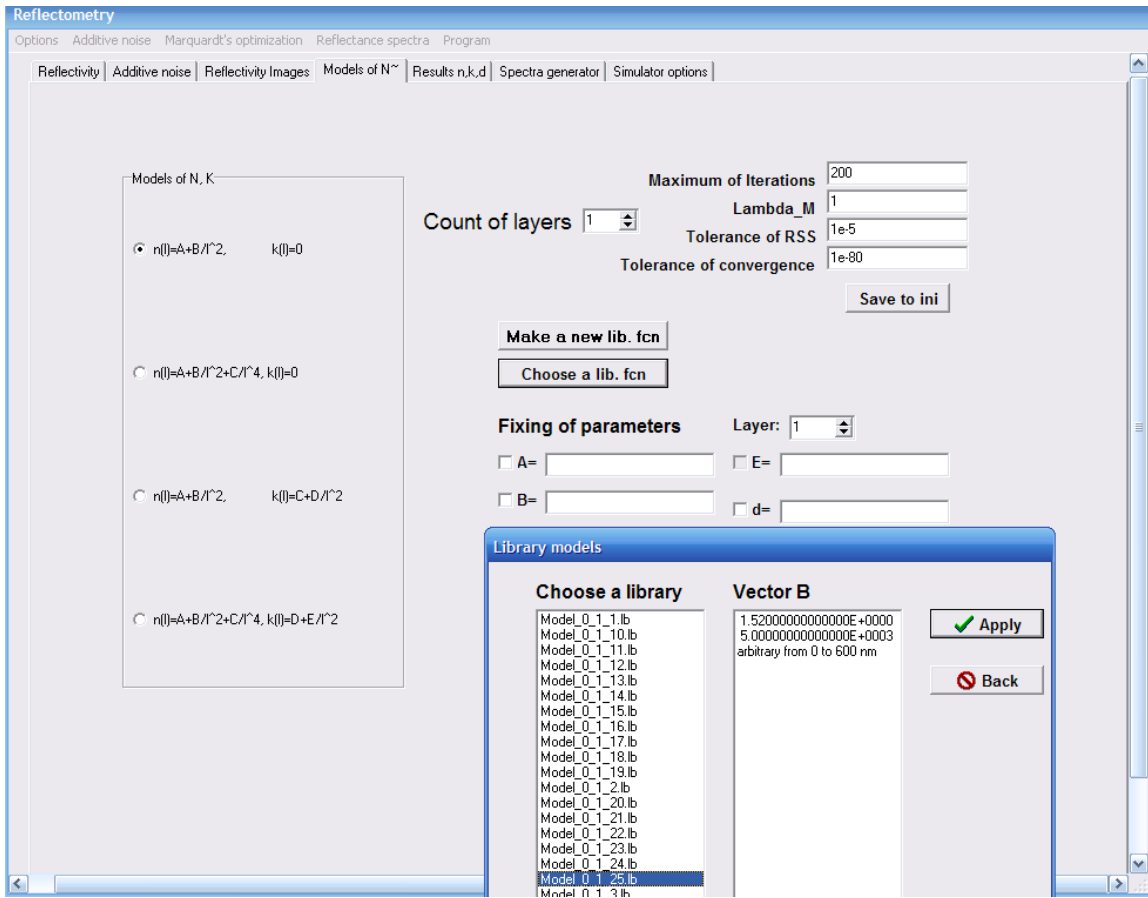 Reflectometry
Options Additive noise Marquardt's optimization Reflectance spectra Program
Reflectivity Additive noise Reflectivity Images Models of N~ Results n,k,d Spectra generator Simulator options
Models of N, K
n(l)=A+B/l^2, k(l)=0
n(l)=A+B/l^2+C/l^4, k(l)=0
n(l)=A+B/l^2, k(l)=C+D/l^2
n(l)=A+B/l^2+C/l^4, k(l)=D+E/l^2
Count of layers 1
Maximum of Iterations 200
Lambda_M 1
Tolerance of RSS 1e-5
Tolerance of convergence 1e-80
Save to ini
Make a new lib. fcn
Choose a lib. fcn
Fixing of parameters Layer: 1
A= E=
B= d=
Library models
Choose a library
Model_0_1_1.lb
Model_0_1_10.lb
Model_0_1_11.lb
Model_0_1_12.lb
Model_0_1_13.lb
Model_0_1_14.lb
Model_0_1_15.lb
Model_0_1_16.lb
Model_0_1_17.lb
Model_0_1_18.lb
Model_0_1_19.lb
Model_0_1_2.lb
Model_0_1_20.lb
Model_0_1_21.lb
Model_0_1_22.lb
Model_0_1_23.lb
Model_0_1_24.lb
Model_0_1_25.lb
Model_0_1_3.lb
Vector B
1.52000000000000E+0000
5.00000000000000E+0003
arbitrary from 0 to 600 nm
Apply
Back